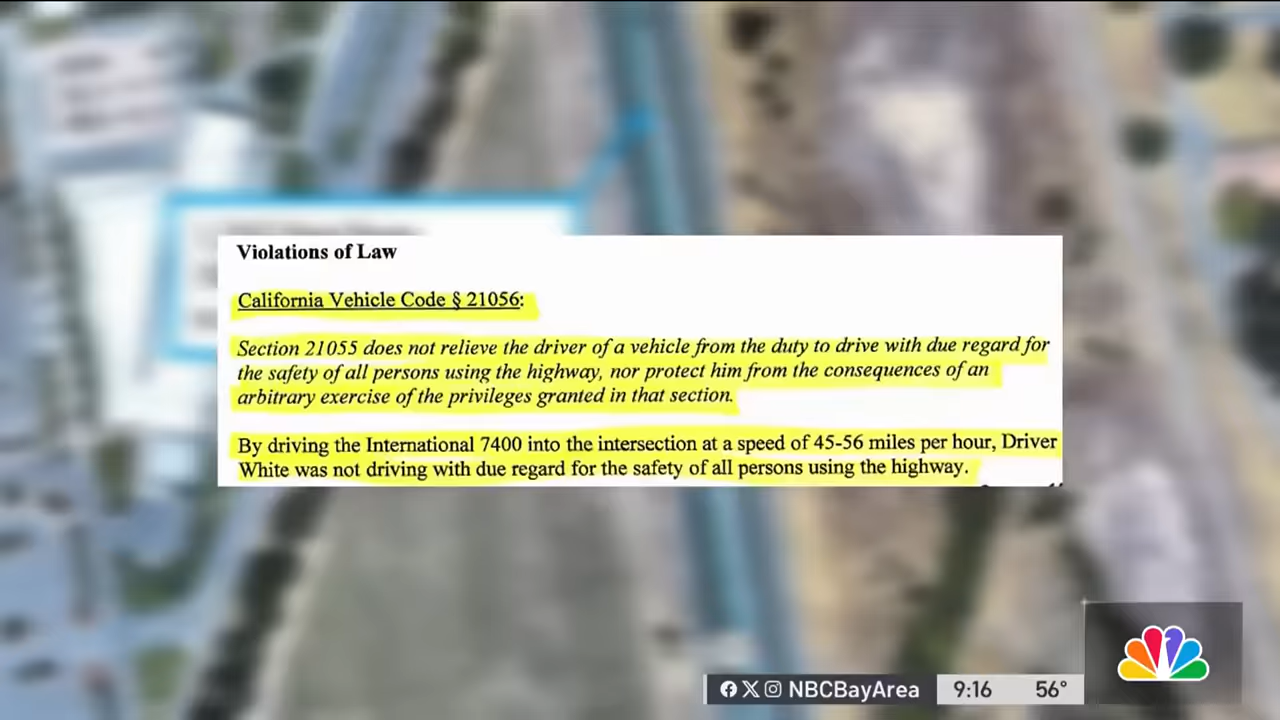 Violations of Law
California Vehicle Code § 21056:
Section 21055 does not relieve the driver of a vehicle from the duty to drive with due regard for
the safety of all persons using the highway, nor protect him from the consequences of an
arbitrary exercise of the privileges granted in that section.
By driving the International 7400 into the intersection at a speed of 45-56 miles per hour, Driver
White was not driving with due regard for the safety of all persons using the highway.
NBCBayArea 9:16 56°